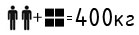 + = 400кг